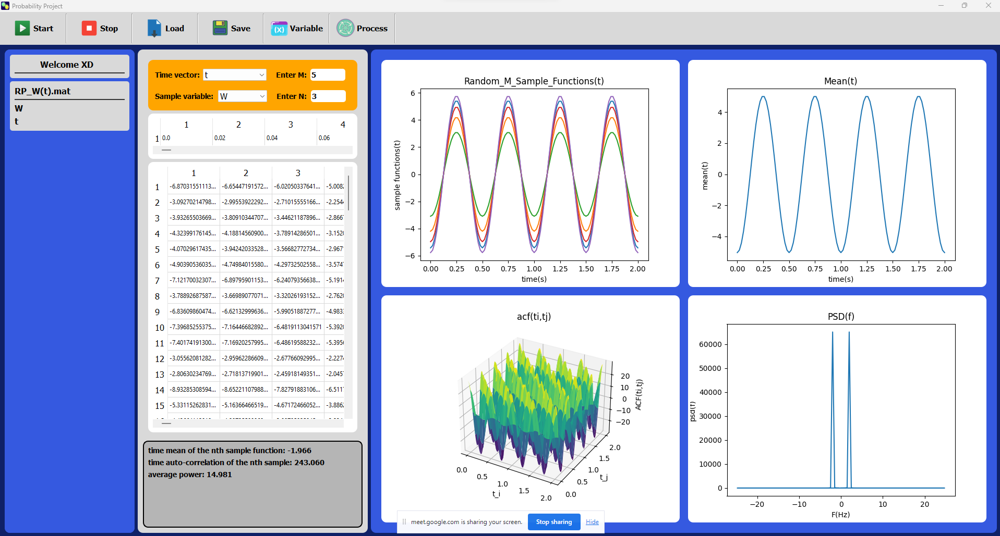 Probability Project
Start Stop Load Save Variable Process
Welcome XD
RP_W(t).mat
W
t
Time vector: t Enter M: 5
Sample variable: W Enter N: 3
1 2 3 4
1 0.0 0.02 0.04 0.06
1 2 3
1 -6.87031551113... -6.65447191572... -6.02050337641... -5.008
2 -3.09270214798... -2.99553922292... -2.71015555166... -2.254
3 -3.93265503669... -3.80910344707... -3.44621187896... -2.866
4 -4.32399176145... -4.18814560900... -3.78914286501... -3.152
5 -4.07029617435... -3.94242033528... -3.56682772734... -2.967
6 -4.90390536035... -4.74984015580... -4.29732502558... -3.574
7 -7.12170032307... -6.89795901153... -6.24079356638... -5.191
8 -3.78892687587... -3.66989077071... -3.32026193152... -2.762
9 -6.83609860474... -6.62132999636... -5.99051887277... -4.983
10 -7.39685255375... -7.16446682892... -6.4819113041571 -5.392
11 -7.40174191300... -7.16920257995... -6.48619588232... -5.395
12 -3.05562081282... -2.95962286609... -2.67766092995... -2.227
13 -2.80630234769... -2.71813719901... -2.45918149351... -2.045
14 -8.93285308594... -8.65221107988... -7.82791883106... -6.511
15 -5.33115262831... -5.16366466519... -4.67172466052... -3.886
time mean of the nth sample function: -1.966
time auto-correlation of the nth sample: 243.060
average power: 14.981
Random_M_Sample_Functions(t)
sample functions(t)
6
4
2
0
−2
−4
−6
0.00 0.25 0.50 0.75 1.00 1.25 1.50 1.75 2.00
time(s)
Mean(t)
mean(t)
4
2
0
−2
−4
0.00 0.25 0.50 0.75 1.00 1.25 1.50 1.75 2.00
time(s)
acf(ti,tj)
20
10
0
−10
−20
ACF(ti,tj)
0.0 0.5 1.0 1.5 2.0
t_i
0.0 0.5 1.0 1.5 2.0
t_j
PSD(f)
psd(f)
60000
50000
40000
30000
20000
10000
0
−20 −10 0 10 20
F(Hz)
meet.google.com is sharing your screen. Stop sharing Hide